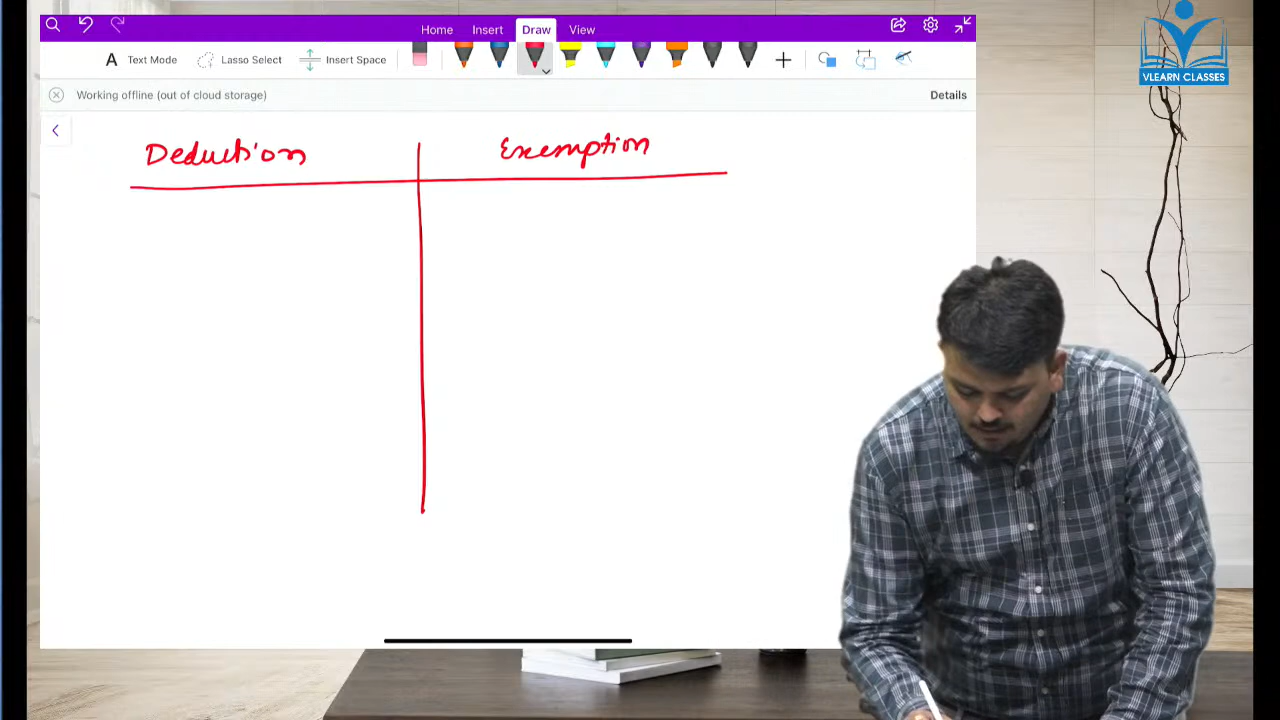 Home Insert Draw View
A Text Mode Lasso Select Insert Space
Working offline (out of cloud storage) Details
Deduction Exemption
VLEARN CLASSES